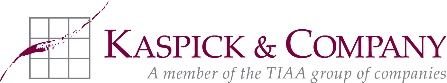 KASPICK & COMPANY
A member of the TIAA group of companies